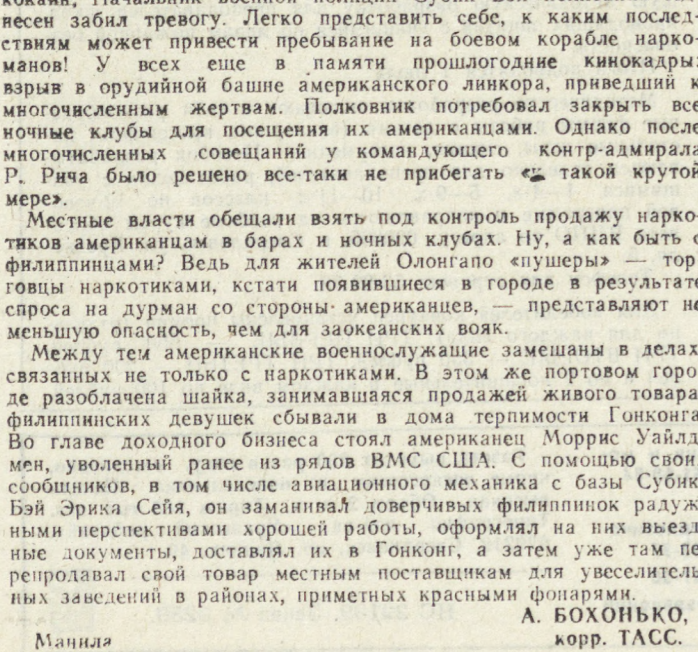 несен забил тревогу. Легко представить себе, к каким послед-
ствиям может привести пребывание на боевом корабле нарко-
манов! У всех еще в памяти прошлогодние кинокадры:
взрыв в орудийной башне американского линкора, приведший к
многочисленным жертвам. Полковник потребовал закрыть все
ночные клубы для посещения их американцами. Однако после
многочисленных совещаний у командующего контр-адмирала
Р. Рича было решено все-таки не прибегать «к такой крутой
мере».
Местные власти обещали взять под контроль продажу нарко-
тиков американцам в барах и ночных клубах. Ну, а как быть с
филиппинцами? Ведь для жителей Олонгапо «пушеры» — тор
говцы наркотиками, кстати появившиеся в городе в результате
спроса на дурман со стороны американцев, — представляют не
меньшую опасность, чем для заокеанских вояк.
Между тем американские военнослужащие замешаны в делах
связанных не только с наркотиками. В этом же портовом горо
де разоблачена шайка, занимавшаяся продажей живого товара
филиппинских девушек сбывали в дома терпимости Гонконга
Во главе доходного бизнеса стоял американец Моррис Уайлд
мен, уволенный ранее из рядов ВМС США. С помощью свои
сообщников, в том числе авиационного механика с базы Субик
Бэй Эрика Сейя, он заманивал доверчивых филиппинок радуж
ными перспективами хорошей работы, оформлял на них выезд
ные документы, доставлял их в Гонконг, а затем уже там пе
репродавал свой товар местным поставщикам для увеселитель
ных заведений в районах, приметных красными фонарями.
А. БОХОНЬКО,
корр. ТАСС.
Манила